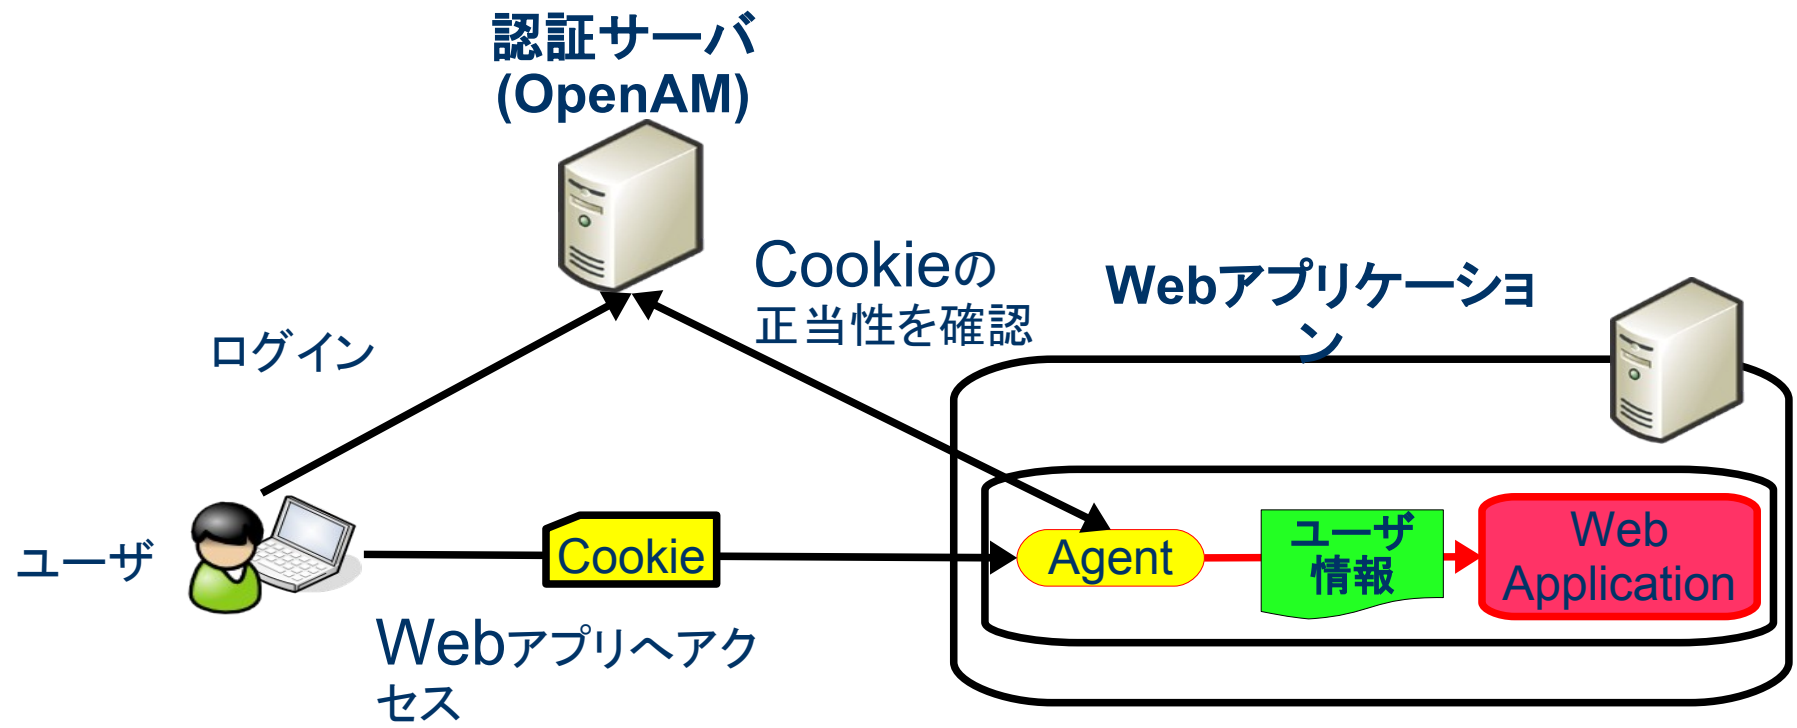 認証サーバ
(OpenAM)
Cookieの
正当性を確認
Webアプリケーショ
ン
ログイン
ユーザ
Cookie
Agent
ユーザ
情報
Web
Application
Webアプリへアク
セス